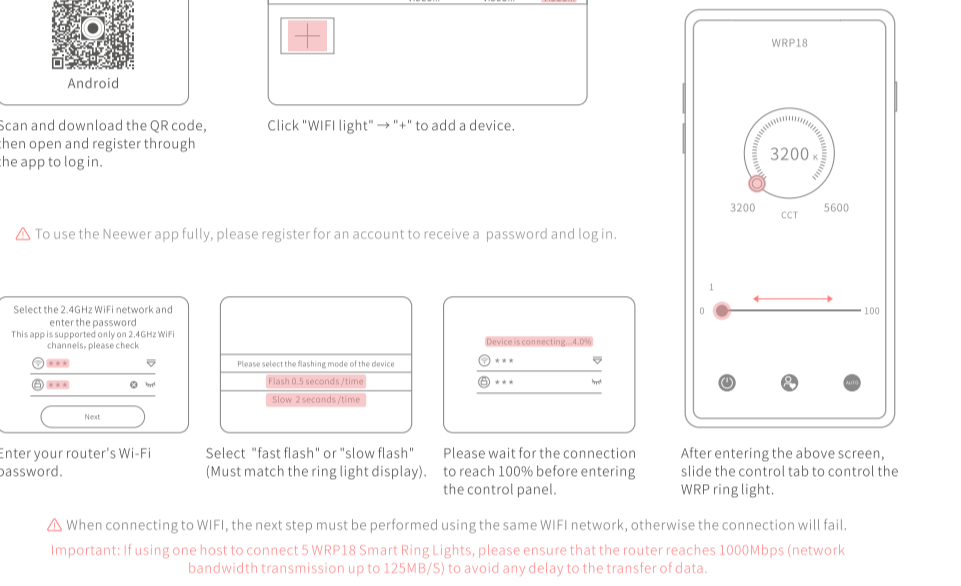 Android
Scan and download the QR code,
then open and register through
the app to log in.
Click "WIFI light" → "+" to add a device.
To use the Neewer app fully, please register for an account to receive a password and log in.
Select the 2.4GHz WiFi network and
enter the password
This app is supported only on 2.4GHz WiFi
channels, please check
***
***
Next
Enter your router's Wi-Fi
password.
Please select the flashing mode of the device
Flash 0.5 seconds /time
Slow 2 seconds /time
Select "fast flash" or "slow flash"
(Must match the ring light display).
Device is connecting...4.0%
***
***
Please wait for the connection
to reach 100% before entering
the control panel.
WRP18
3200 K
3200
CCT
5600
1
0
100
AUTO
After entering the above screen,
slide the control tab to control the
WRP ring light.
When connecting to WIFI, the next step must be performed using the same WIFI network, otherwise the connection will fail.
Important: If using one host to connect 5 WRP18 Smart Ring Lights, please ensure that the router reaches 1000Mbps (network
bandwidth transmission up to 125MB/S) to avoid any delay to the transfer of data.